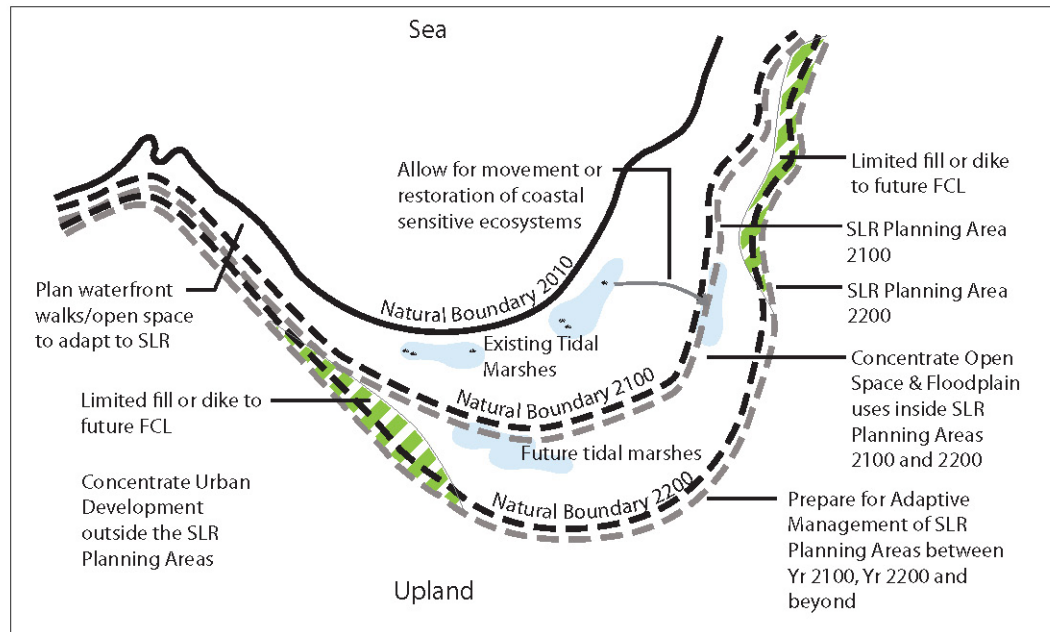 Sea
Allow for movement or
restoration of coastal
sensitive ecosystems
Limited fill or dike
to future FCL
SLR Planning Area
2100
SLR Planning Area
2200
Plan waterfront
walks/open space
to adapt to SLR
Natural Boundary 2010
Existing Tidal
Marshes
Concentrate Open
Space & Floodplain
uses inside SLR
Planning Areas
2100 and 2200
Natural Boundary 2100
Limited fill or dike to
future FCL
Future tidal marshes
Concentrate Urban
Development
outside the SLR
Planning Areas
Natural Boundary 2200
Prepare for Adaptive
Management of SLR
Planning Areas between
Yr 2100, Yr 2200 and
beyond
Upland